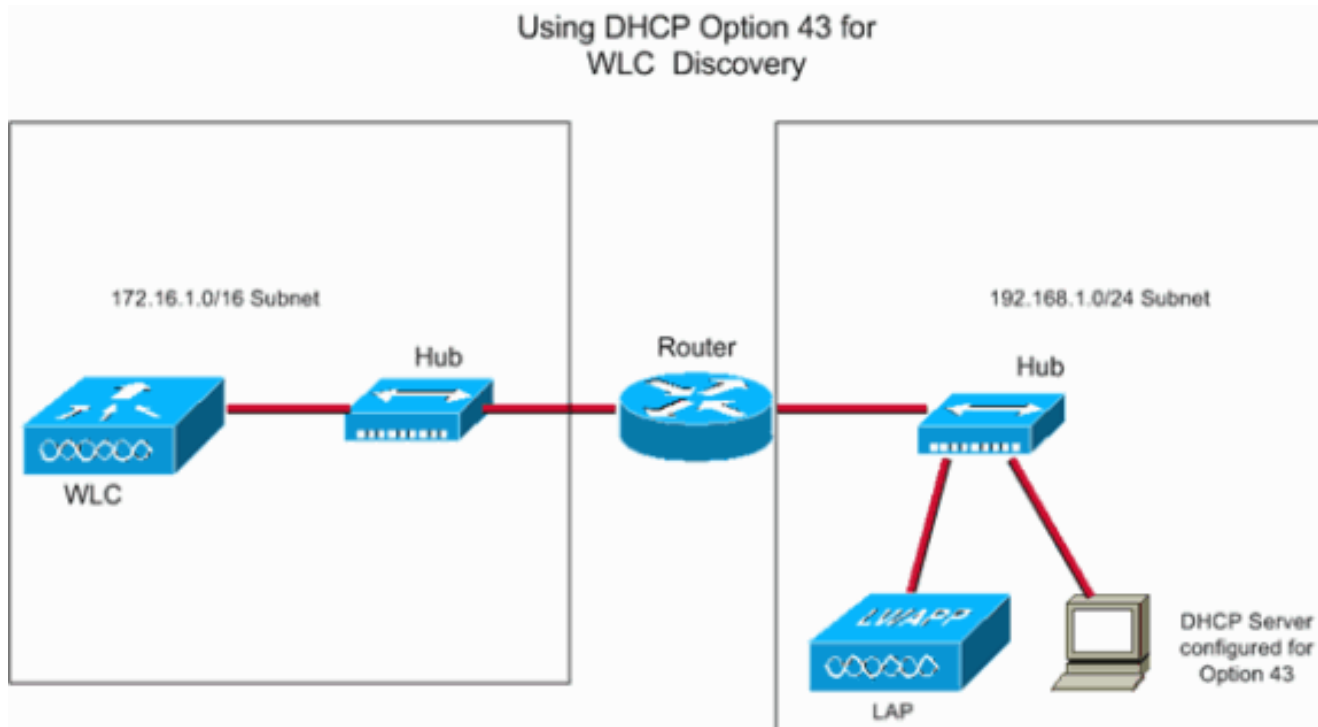 Using DHCP Option 43 for
WLC Discovery
172.16.1.0/16 Subnet
192.168.1.0/24 Subnet
Hub
Router
Hub
WLC
LWAPP
LAP
DHCP Server
configured for
Option 43